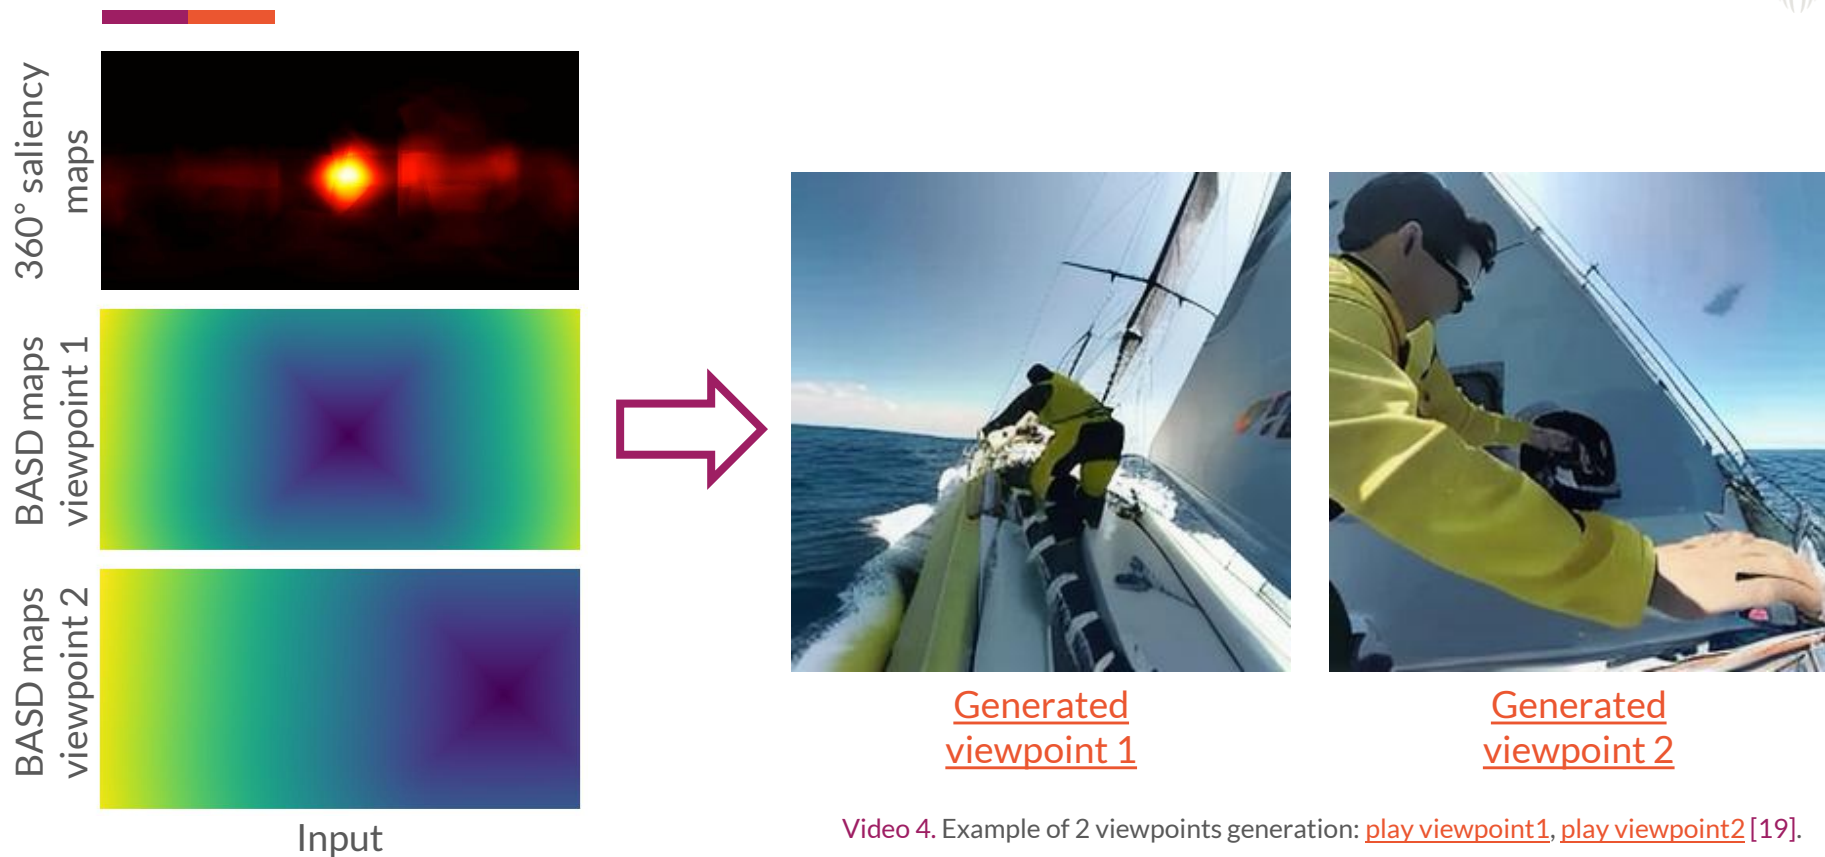 360° saliency
maps
BASD maps
viewpoint 1
BASD maps
viewpoint 2
Input
Generated
viewpoint 1
Generated
viewpoint 2
Video 4. Example of 2 viewpoints generation: play viewpoint1, play viewpoint2 [19].